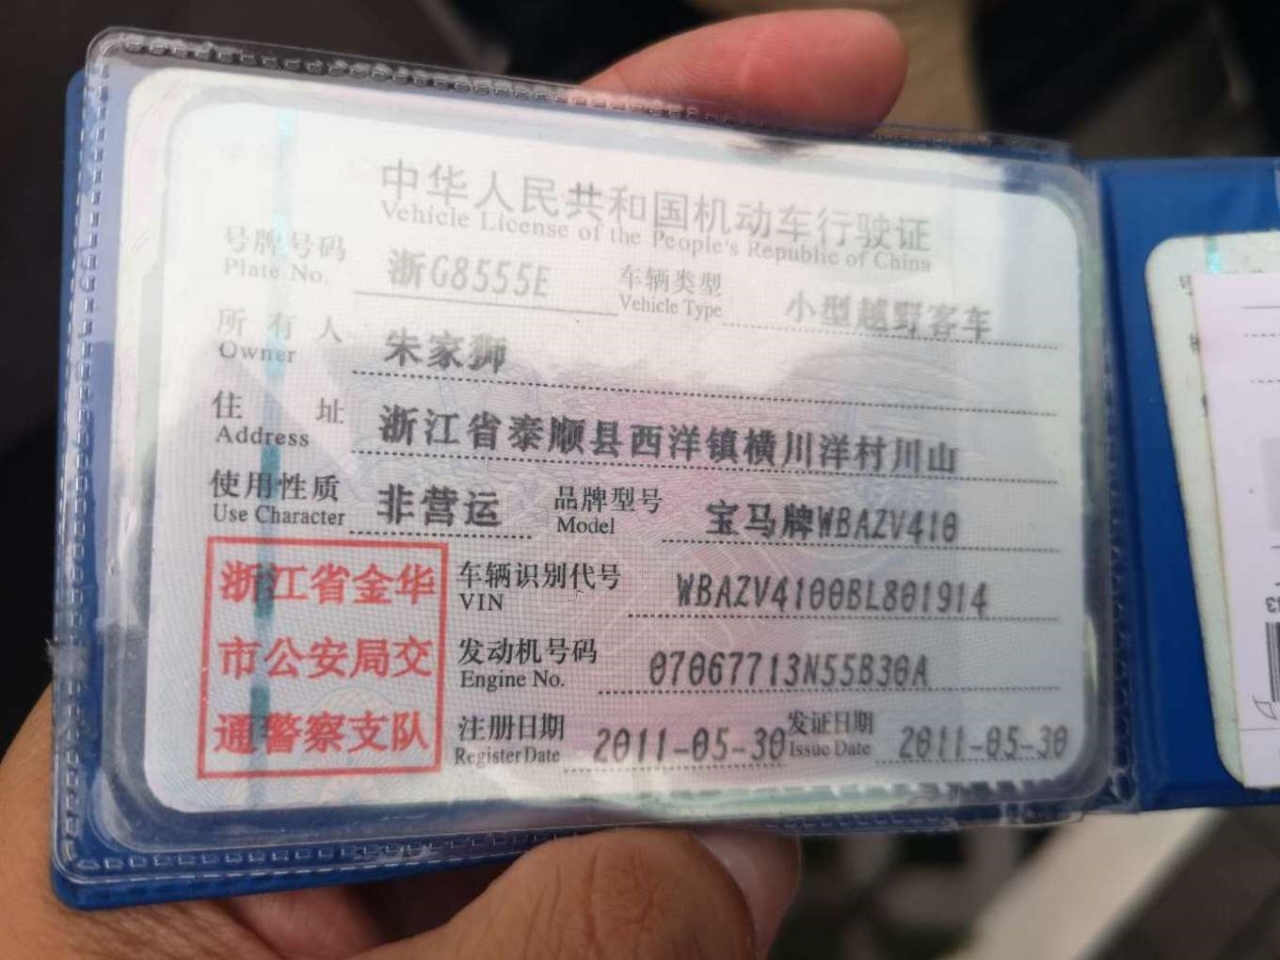 中华人民共和国机动车行驶证
Vehicle License of the People's Republic of China
号牌号码 浙G8555E 车辆类型 小型越野客车
Plate No. Vehicle Type
所有人 朱家狮
Owner
住址 浙江省泰顺县西洋镇横川洋村川山
Address
使用性质 非营运 品牌型号 宝马牌WBAZV410
Use Character Model
浙江省金华
市公安局交
通警察支队
车辆识别代号 WBAZV4100BL801914
VIN
发动机号码 07067713N55B30A
Engine No.
注册日期 2011-05-30 发证日期 2011-05-30
Register Date Issue Date